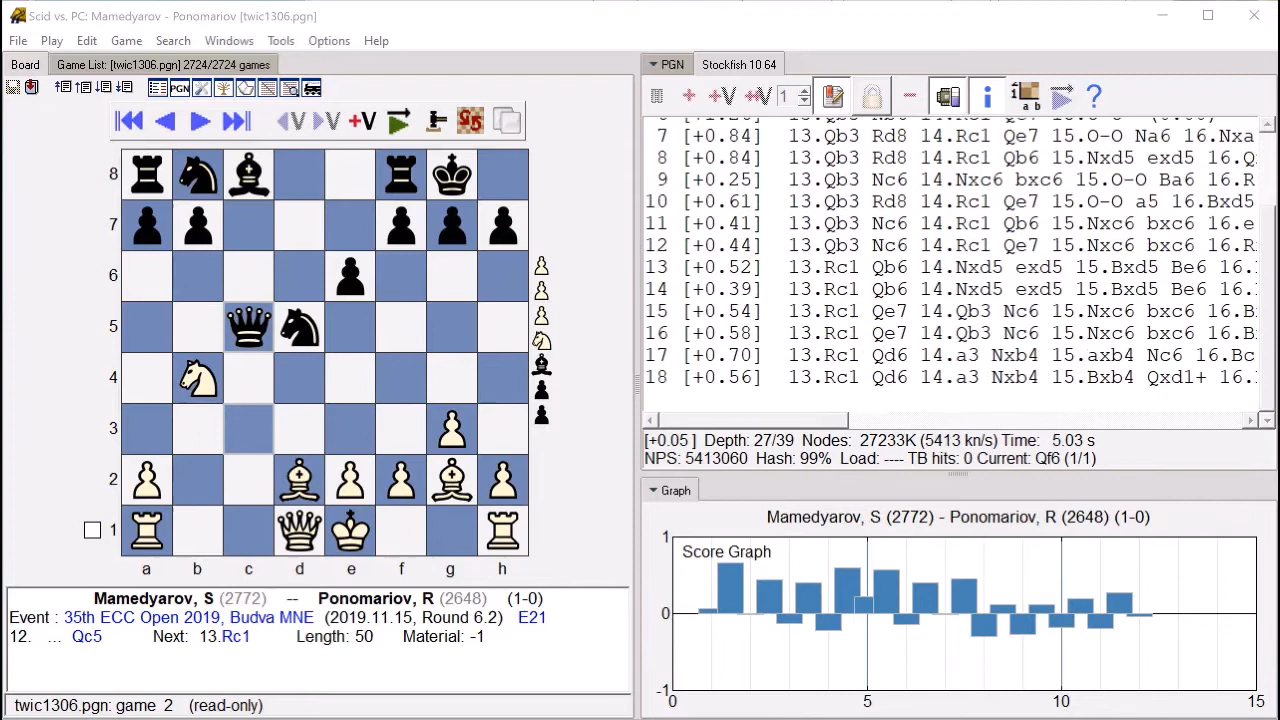 Scid vs. PC: Mamedyarov - Ponomariov [twic1306.pgn]
File Play Edit Game Search Windows Tools Options Help
Board Game List: [twic1306.pgn] 2724/2724 games
PGN Stockfish 10 64
PGN
+ +V +V 1 − i a b ?
V V +V
7 [+0.84] 13.Qb3 Rd8 14.Rc1 Qe7 15.O-O Na6 16.Nxa
8 [+0.84] 13.Qb3 Rd8 14.Rc1 Qb6 15.Nxd5 exd5 16.Q
9 [+0.25] 13.Qb3 Nc6 14.Nxc6 bxc6 15.O-O Ba6 16.R
10 [+0.61] 13.Qb3 Rd8 14.Rc1 Qe7 15.O-O a5 16.Bxd5
11 [+0.41] 13.Qb3 Nc6 14.Rc1 Qb6 15.Nxc6 bxc6 16.e
12 [+0.44] 13.Qb3 Nc6 14.Rc1 Qe7 15.Nxc6 bxc6 16.R
13 [+0.52] 13.Rc1 Qb6 14.Nxd5 exd5 15.Bxd5 Be6 16.
14 [+0.39] 13.Rc1 Qb6 14.Nxd5 exd5 15.Bxd5 Be6 16.
15 [+0.54] 13.Rc1 Qe7 14.Qb3 Nc6 15.Nxc6 bxc6 16.B
16 [+0.58] 13.Rc1 Qe7 14.Qb3 Nc6 15.Nxc6 bxc6 16.B
17 [+0.70] 13.Rc1 Qd6 14.a3 Nxb4 15.axb4 Nc6 16.Bc
18 [+0.56] 13.Rc1 Qd6 14.a3 Nxb4 15.Bxb4 Qxd1+ 16.
[+0.05] Depth: 27/39 Nodes: 27233K (5413 kn/s) Time: 5.03 s
NPS: 5413060 Hash: 99% Load: ---- TB hits: 0 Current: Qf6 (1/1)
8
7
6
5
4
3
2
1
a b c d e f g h
Graph
Mamedyarov, S (2772) - Ponomariov, R (2648) (1-0)
Score Graph
1
0
-1
0 5 10 15
Mamedyarov, S (2772) -- Ponomariov, R (2648) (1-0)
Event : 35th ECC Open 2019, Budva MNE (2019.11.15, Round 6.2) E21
12. ... Qc5 Next: 13.Rc1 Length: 50 Material: -1
twic1306.pgn: game 2 (read-only)